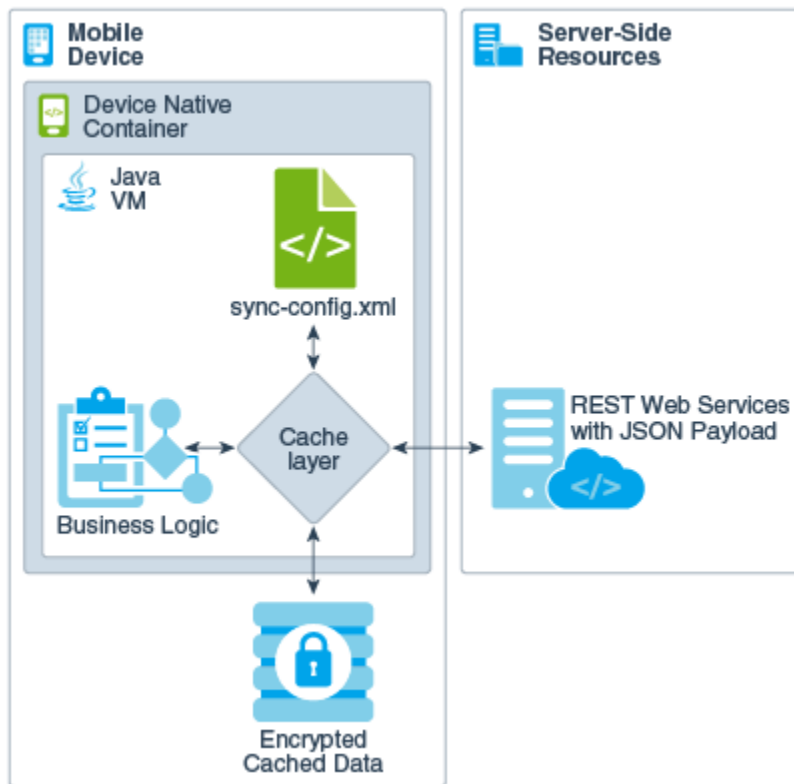 Mobile
Device
Server-Side
Resources
</>
Device Native
Container
Java
VM
</>
sync-config.xml
Cache
layer
Business Logic
REST Web Services
with JSON Payload
</>
Encrypted
Cached Data